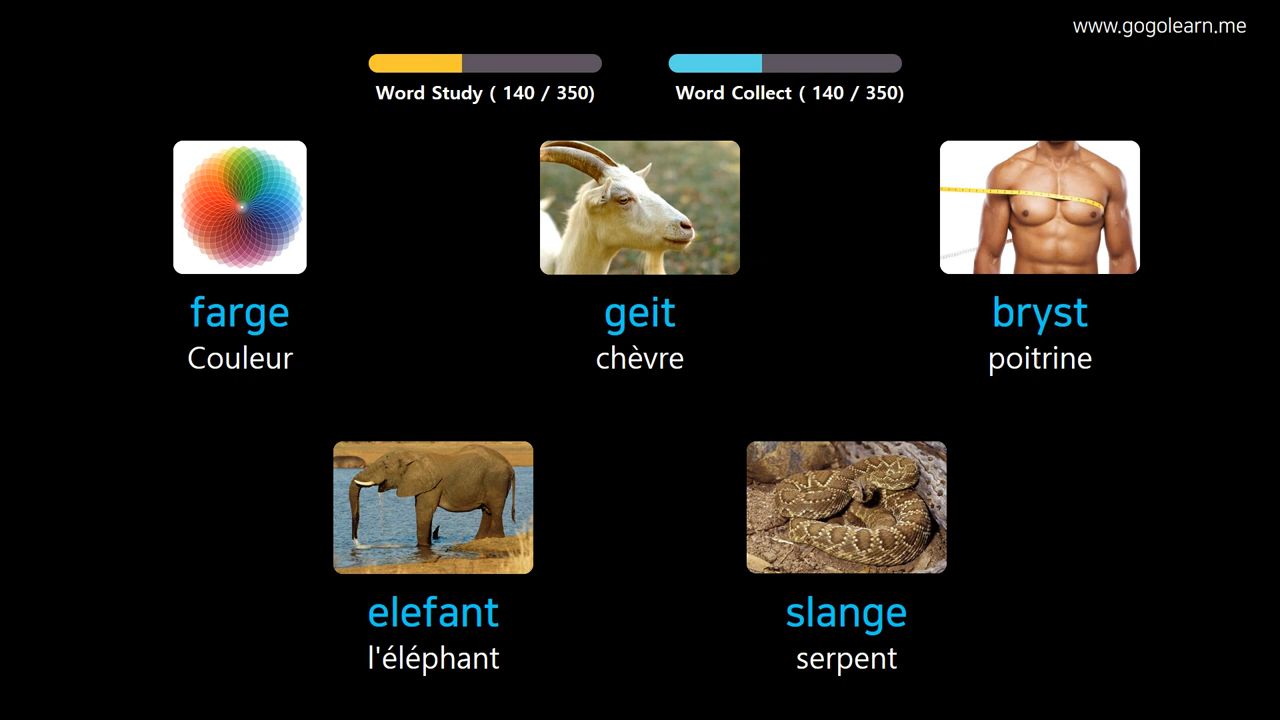 www.gogolearn.me
Word Study ( 140 / 350)
Word Collect ( 140 / 350)
farge
Couleur
geit
chèvre
bryst
poitrine
elefant
l'éléphant
slange
serpent